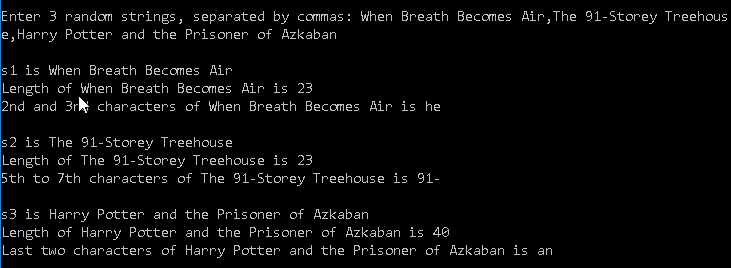 Enter 3 random strings, separated by commas: When Breath Becomes Air,The 91-Storey Treehous
e,Harry Potter and the Prisoner of Azkaban
s1 is When Breath Becomes Air
Length of When Breath Becomes Air is 23
2nd and 3rd characters of When Breath Becomes Air is he
s2 is The 91-Storey Treehouse
Length of The 91-Storey Treehouse is 23
5th to 7th characters of The 91-Storey Treehouse is 91-
s3 is Harry Potter and the Prisoner of Azkaban
Length of Harry Potter and the Prisoner of Azkaban is 40
Last two characters of Harry Potter and the Prisoner of Azkaban is an